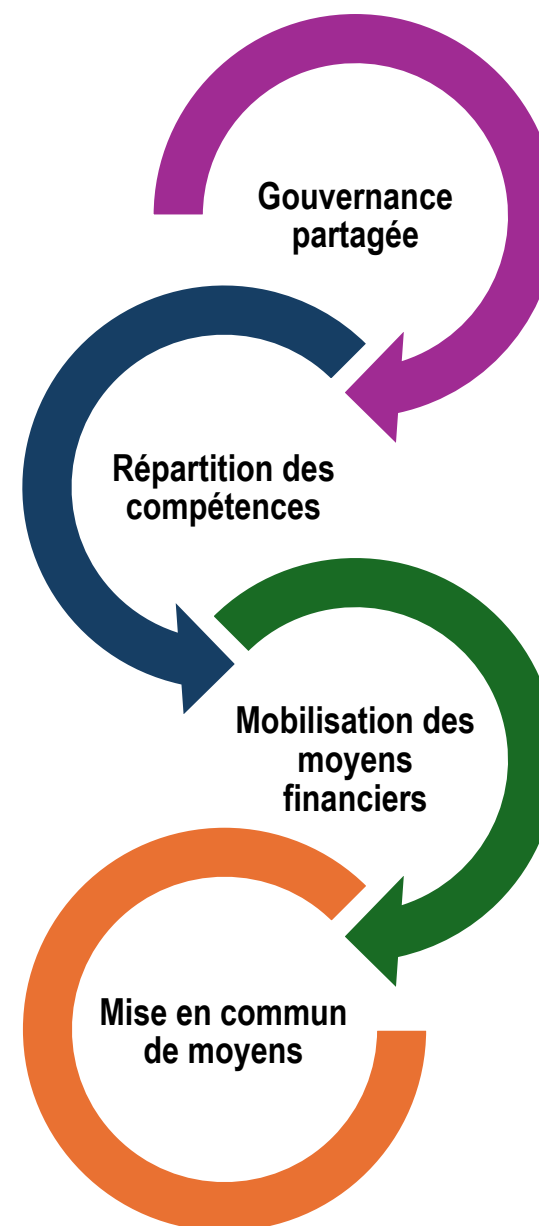 Gouvernance
partagée
Répartition des
compétences
Mobilisation des
moyens
financiers
Mise en commun
de moyens